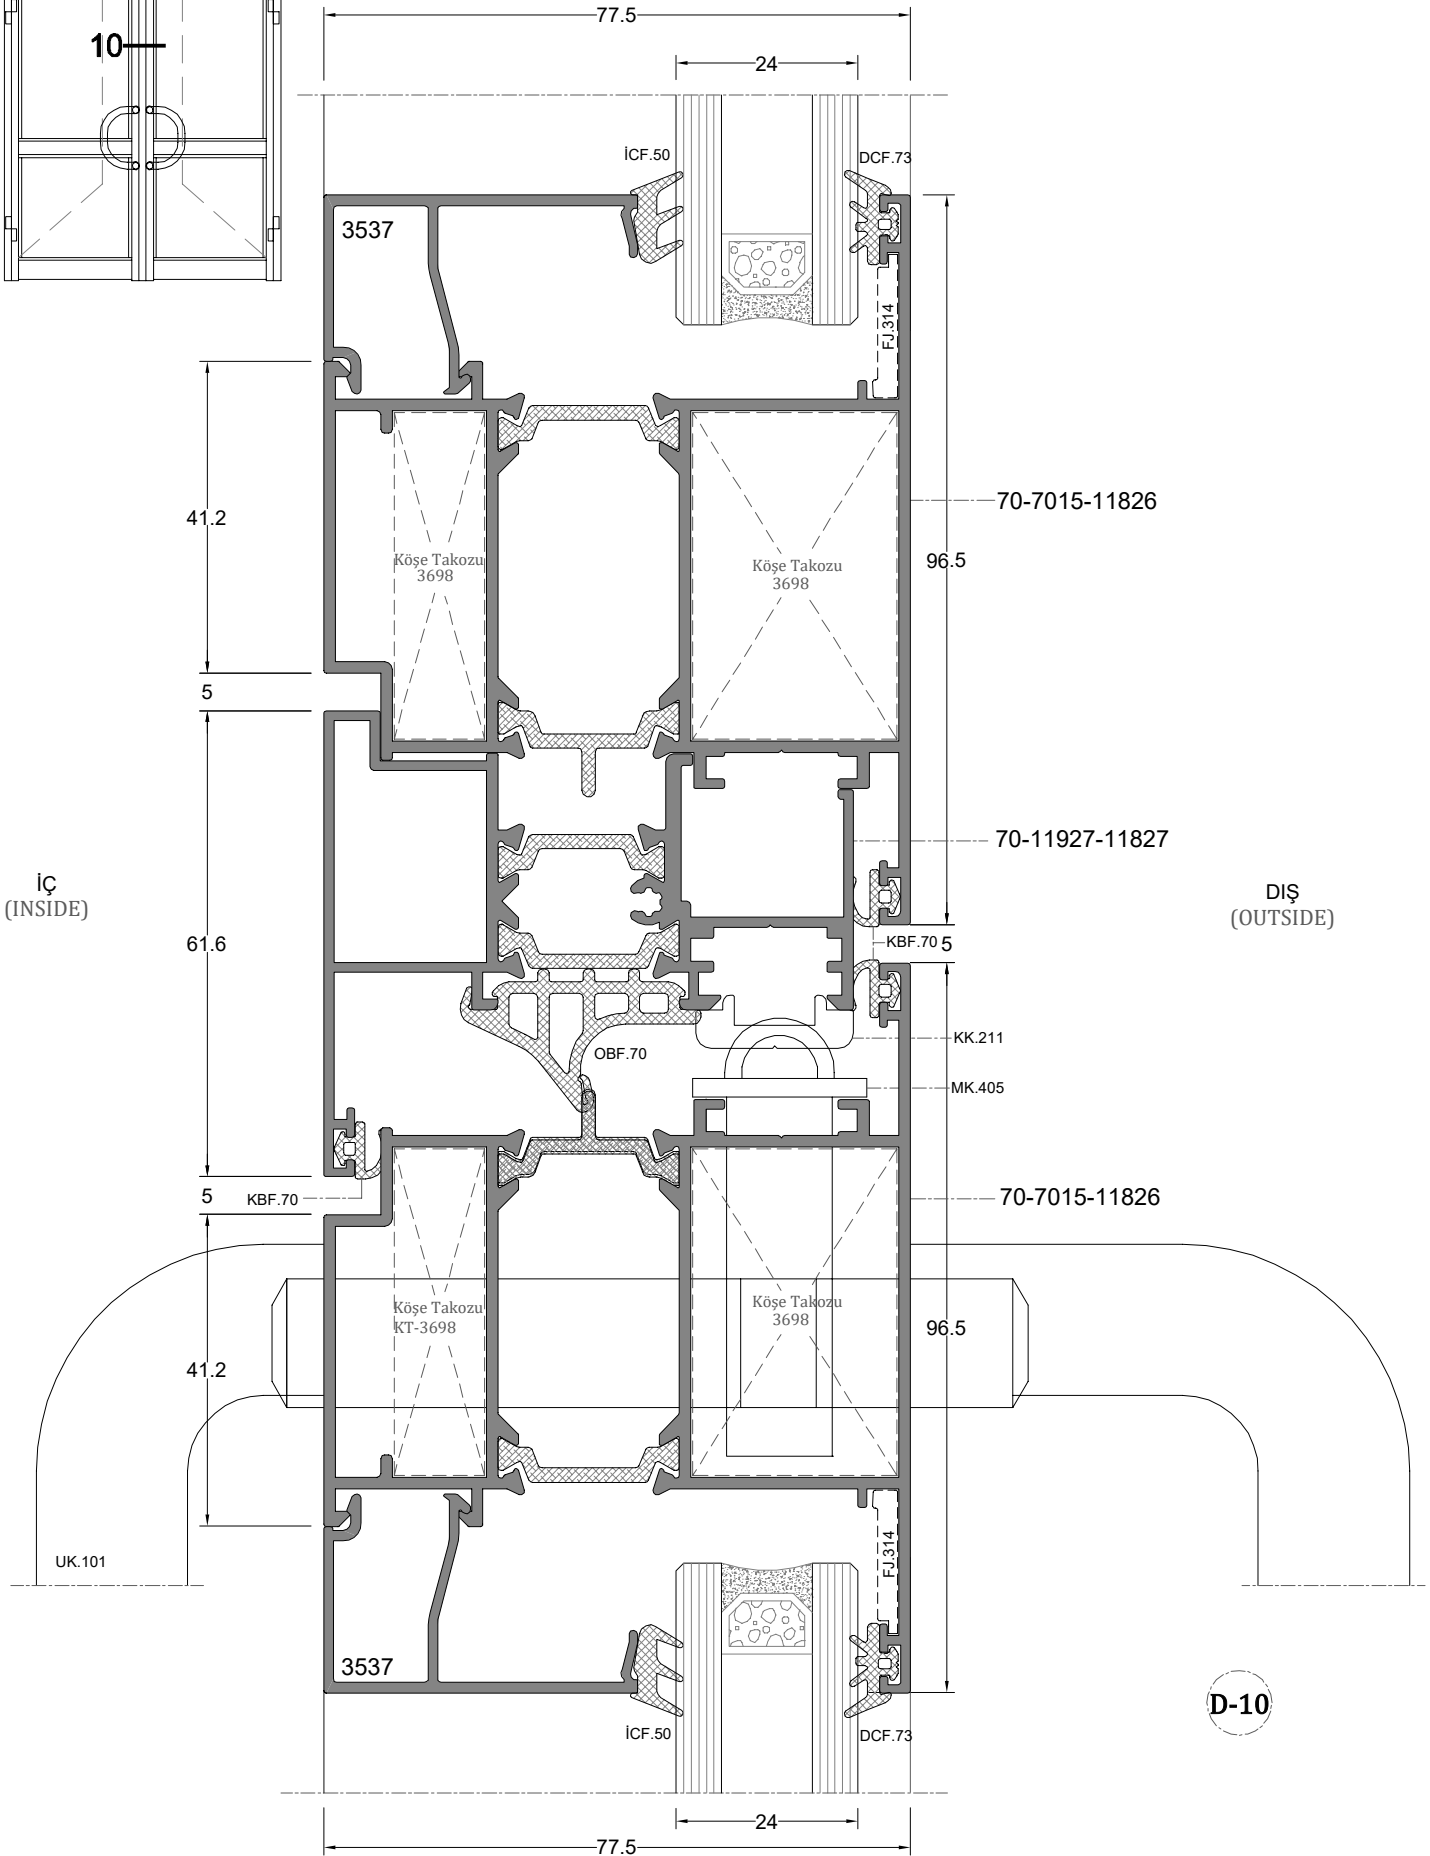 77.5
10
24
İCF.50
DCF.73
3537
FJ.314
41.2
70-7015-11826
Köşe Takozu
3698
Köşe Takozu
3698
96.5
5
70-11927-11827
İÇ
(INSIDE)
DIŞ
(OUTSIDE)
61.6
KBF.70
5
KK.211
OBF.70
MK.405
5
KBF.70
70-7015-11826
Köşe Takozu
KT-3698
Köşe Takozu
3698
96.5
41.2
UK.101
FJ.314
3537
D-10
İCF.50
DCF.73
24
77.5